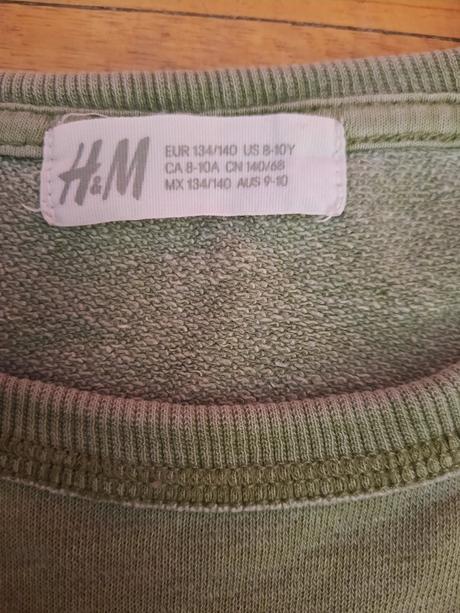 H&M
EUR 134/140 US 8-10Y
CA 8-10A CN 140/68
MX 134/140 AUS 9-10